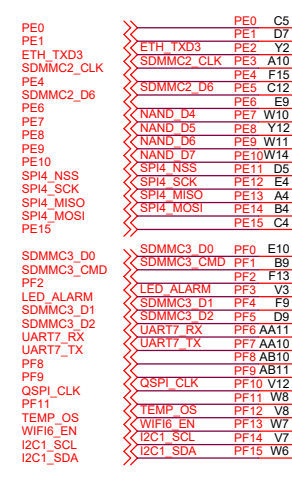 PE0 PE0 C5
PE1 PE1 D7
ETH_TXD3 ETH_TXD3 PE2 Y2
SDMMC2_CLK SDMMC2_CLK PE3 A10
PE4 PE4 F15
SDMMC2_D6 SDMMC2_D6 PE5 C12
PE6 PE6 E9
PE7 NAND_D4 PE7 W10
PE8 NAND_D5 PE8 Y12
PE9 NAND_D6 PE9 W11
PE10 NAND_D7 PE10 W14
SPI4_NSS SPI4_NSS PE11 D5
SPI4_SCK SPI4_SCK PE12 E4
SPI4_MISO SPI4_MISO PE13 A4
SPI4_MOSI SPI4_MOSI PE14 B4
PE15 PE15 C4
SDMMC3_D0 SDMMC3_D0 PF0 E10
SDMMC3_CMD SDMMC3_CMD PF1 B9
PF2 PF2 F13
LED_ALARM LED_ALARM PF3 V3
SDMMC3_D1 SDMMC3_D1 PF4 F9
SDMMC3_D2 SDMMC3_D2 PF5 D9
UART7_RX UART7_RX PF6 AA11
UART7_TX UART7_TX PF7 AA10
PF8 PF8 AB10
PF9 PF9 AB11
QSPI_CLK QSPI_CLK PF10 V12
PF11 PF11 W8
TEMP_OS TEMP_OS PF12 V8
WIFI6_EN WIFI6_EN PF13 W7
I2C1_SCL I2C1_SCL PF14 V7
I2C1_SDA I2C1_SDA PF15 W6